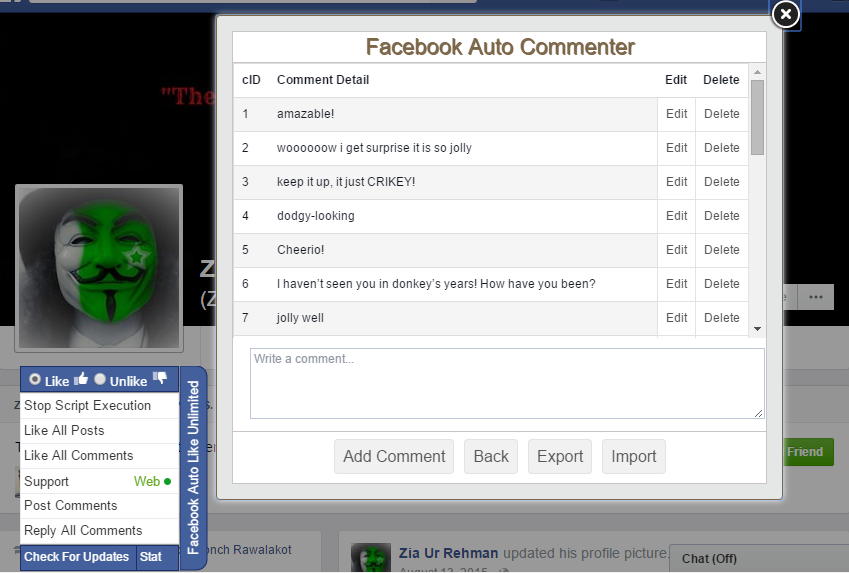 "The
Facebook Auto Commenter
cID Comment Detail Edit Delete
1 amazable! Edit Delete
2 woooooow i get surprise it is so jolly Edit Delete
3 keep it up, it just CRIKEY! Edit Delete
4 dodgy-looking Edit Delete
5 Cheerio! Edit Delete
6 I haven't seen you in donkey's years! How have you been? Edit Delete
7 jolly well Edit Delete
Write a comment...
Add Comment Back Export Import
Z
(Z
Like Unlike
Stop Script Execution
Like All Posts
Like All Comments
Support Web
Post Comments
Reply All Comments
Check For Updates Stat
Facebook Auto Like Unlimited
Friend
onch Rawalakot
Zia Ur Rehman updated his profile picture.
August 13, 2015
Chat (Off)